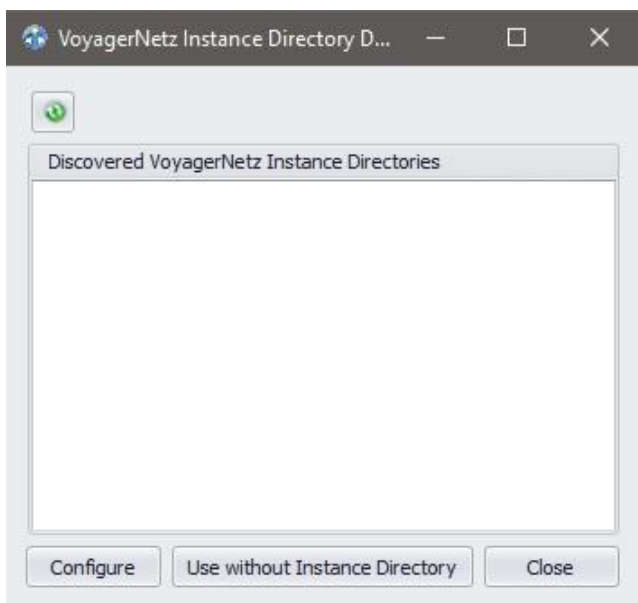 VoyagerNetz Instance Directory D...
Discovered VoyagerNetz Instance Directories
Configure
Use without Instance Directory
Close